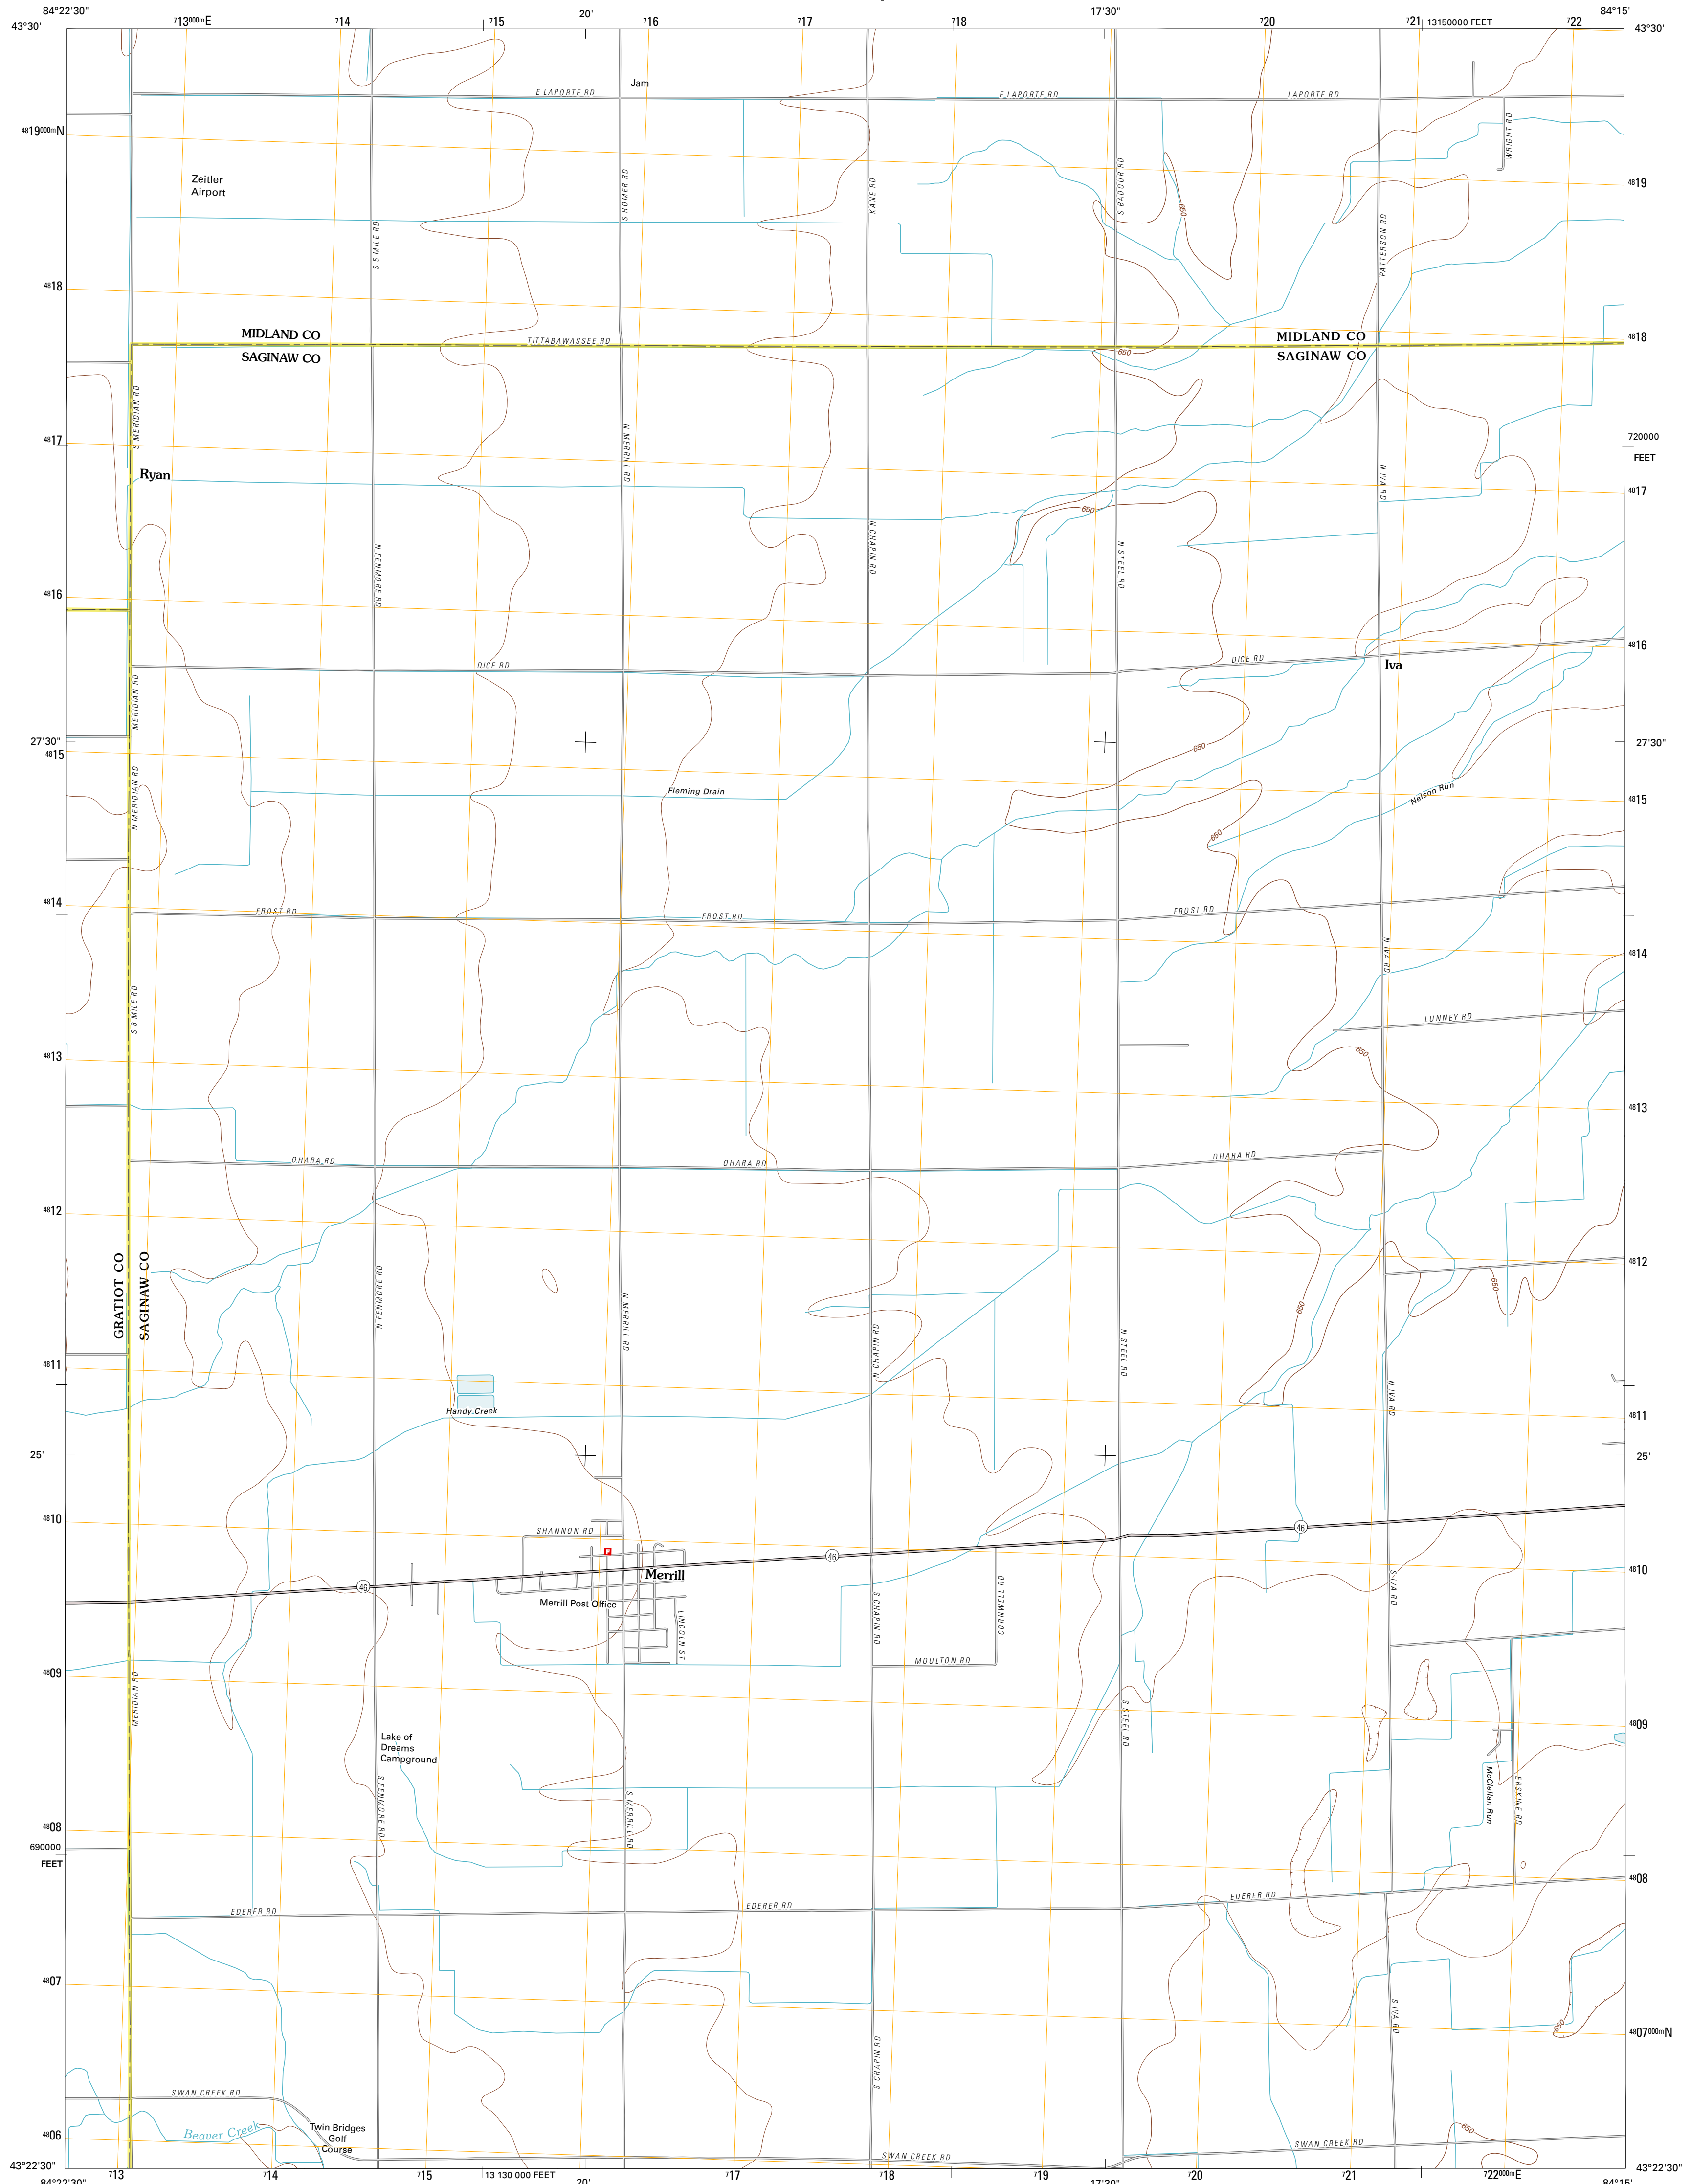 84°22'30"
⁷13⁰⁰⁰ᵐE
⁷14
⁷15
20'
⁷16
⁷17
⁷18
17'30"
⁷20
⁷21
13150000 FEET
⁷22
84°15'
43°30'
43°30'
Jam
E LAPORTE RD
E LAPORTE RD
LAPORTE RD
WRIGHT RD
⁴⁸19⁰⁰⁰ᵐN
Zeitler
Airport
S 5 MILE RD
S HOMER RD
KANE RD
S BADOUR RD
650
PATTERSON RD
⁴⁸19
⁴⁸18
MIDLAND CO
SAGINAW CO
TITTABAWASSEE RD
650
MIDLAND CO
SAGINAW CO
⁴⁸18
S MERIDIAN RD
⁴⁸17
Ryan
N MERRILL RD
N IVA RD
720000
FEET
⁴⁸17
N FENMORE RD
N CHAPIN RD
650
N STEEL RD
⁴⁸16
DICE RD
DICE RD
Iva
⁴⁸16
MERIDIAN RD
27'30"
⁴⁸15
650
27'30"
N MERIDIAN RD
Fleming Drain
Nelson Run
⁴⁸15
650
⁴⁸14
FROST RD
FROST RD
FROST RD
N IVA RD
⁴⁸14
S 6 MILE RD
LUNNEY RD
⁴⁸13
650
⁴⁸13
OHARA RD
OHARA RD
OHARA RD
⁴⁸12
GRATIOT CO
SAGINAW CO
N FENMORE RD
N MERRILL RD
N CHAPIN RD
N STEEL RD
650
650
⁴⁸12
⁴⁸11
Handy Creek
N IVA RD
⁴⁸11
25'
25'
⁴⁸10
SHANNON RD
F
46
46
46
Merrill
Merrill Post Office
LINCOLN ST
S CHAPIN RD
CORNEMELL RD
S IVA RD
⁴⁸10
MOULTON RD
⁴⁸09
MERIDIAN RD
S STEEL RD
⁴⁸09
Lake of
Dreams
Campground
S FENMORE RD
S MERRILL RD
McClellan Run
ERSKINE RD
⁴⁸08
690000
FEET
⁴⁸08
EDERER RD
EDERER RD
EDERER RD
⁴⁸07
S CHAPIN RD
S IVA RD
650
⁴⁸07⁰⁰⁰ᵐN
SWAN CREEK RD
Beaver Creek
Twin Bridges
Golf
Course
650
⁴⁸06
SWAN CREEK RD
SWAN CREEK RD
43°22'30"
43°22'30"
84°22'30"
⁷13
⁷14
⁷15
13 130 000 FEET
20'
⁷17
⁷18
⁷19
17'30"
⁷20
⁷21
⁷22⁰⁰⁰ᵐE
84°15'